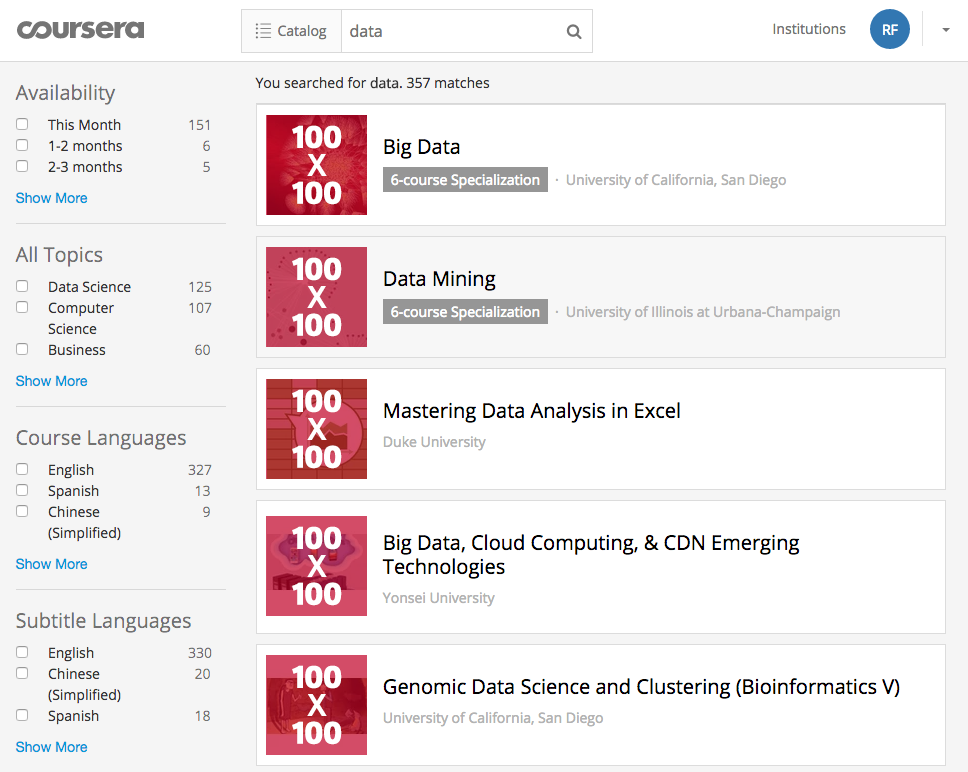 coursera
Catalog
data
Institutions
RF
You searched for data. 357 matches
Availability
This Month 151
1-2 months 6
2-3 months 5
Show More
All Topics
Data Science 125
Computer 107
Science
Business 60
Show More
Course Languages
English 327
Spanish 13
Chinese 9
(Simplified)
Show More
Subtitle Languages
English 330
Chinese 20
(Simplified)
Spanish 18
Show More
100
X
100
Big Data
6-course Specialization · University of California, San Diego
100
X
100
Data Mining
6-course Specialization · University of Illinois at Urbana-Champaign
100
X
100
Mastering Data Analysis in Excel
Duke University
100
X
100
Big Data, Cloud Computing, & CDN Emerging
Technologies
Yonsei University
100
X
100
Genomic Data Science and Clustering (Bioinformatics V)
University of California, San Diego